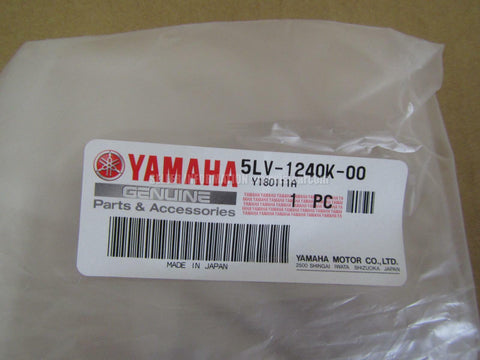 YAMAHA
GENUINE
Parts & Accessories
5LV-1240K-00
Y180111A
1 PC
MADE IN JAPAN
YAMAHA MOTOR CO.,LTD.
2500 SHINGAI IWATA SHIZUOKA JAPAN